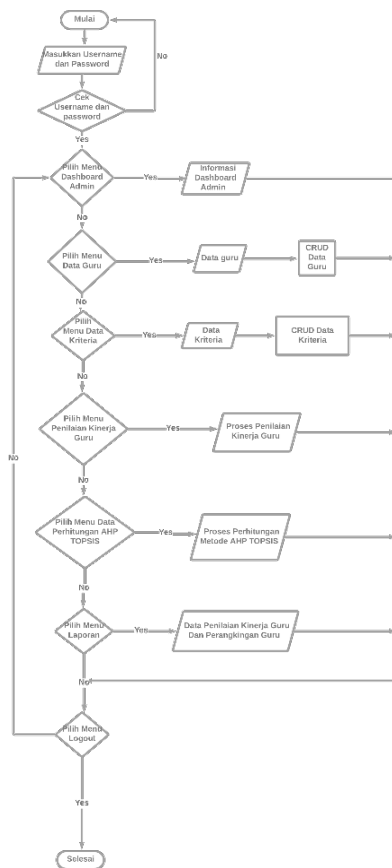 Mulai
No
Masukkan Username
dan Password
Cek
Username dan
password
Yes
Pilih Menu
Dashboard
Admin
Yes
Informasi
Dashboard
Admin
No
Pilih Menu
Data Guru
Yes
Data guru
CRUD
Data
Guru
No
Pilih
Menu Data
Kriteria
Yes
Data
Kriteria
CRUD Data
Kriteria
No
Pilih Menu
Penilaian Kinerja
Guru
Yes
Proses Penilaian
Kinerja Guru
No
No
Pilih Menu Data
Perhitungan AHP
TOPSIS
Yes
Proses Perhitungan
Metode AHP TOPSIS
No
Pilih Menu
Laporan
Yes
Data Penilaian Kinerja Guru
Dan Perangkingan Guru
No
Pilih Menu
Logout
Yes
Selesai